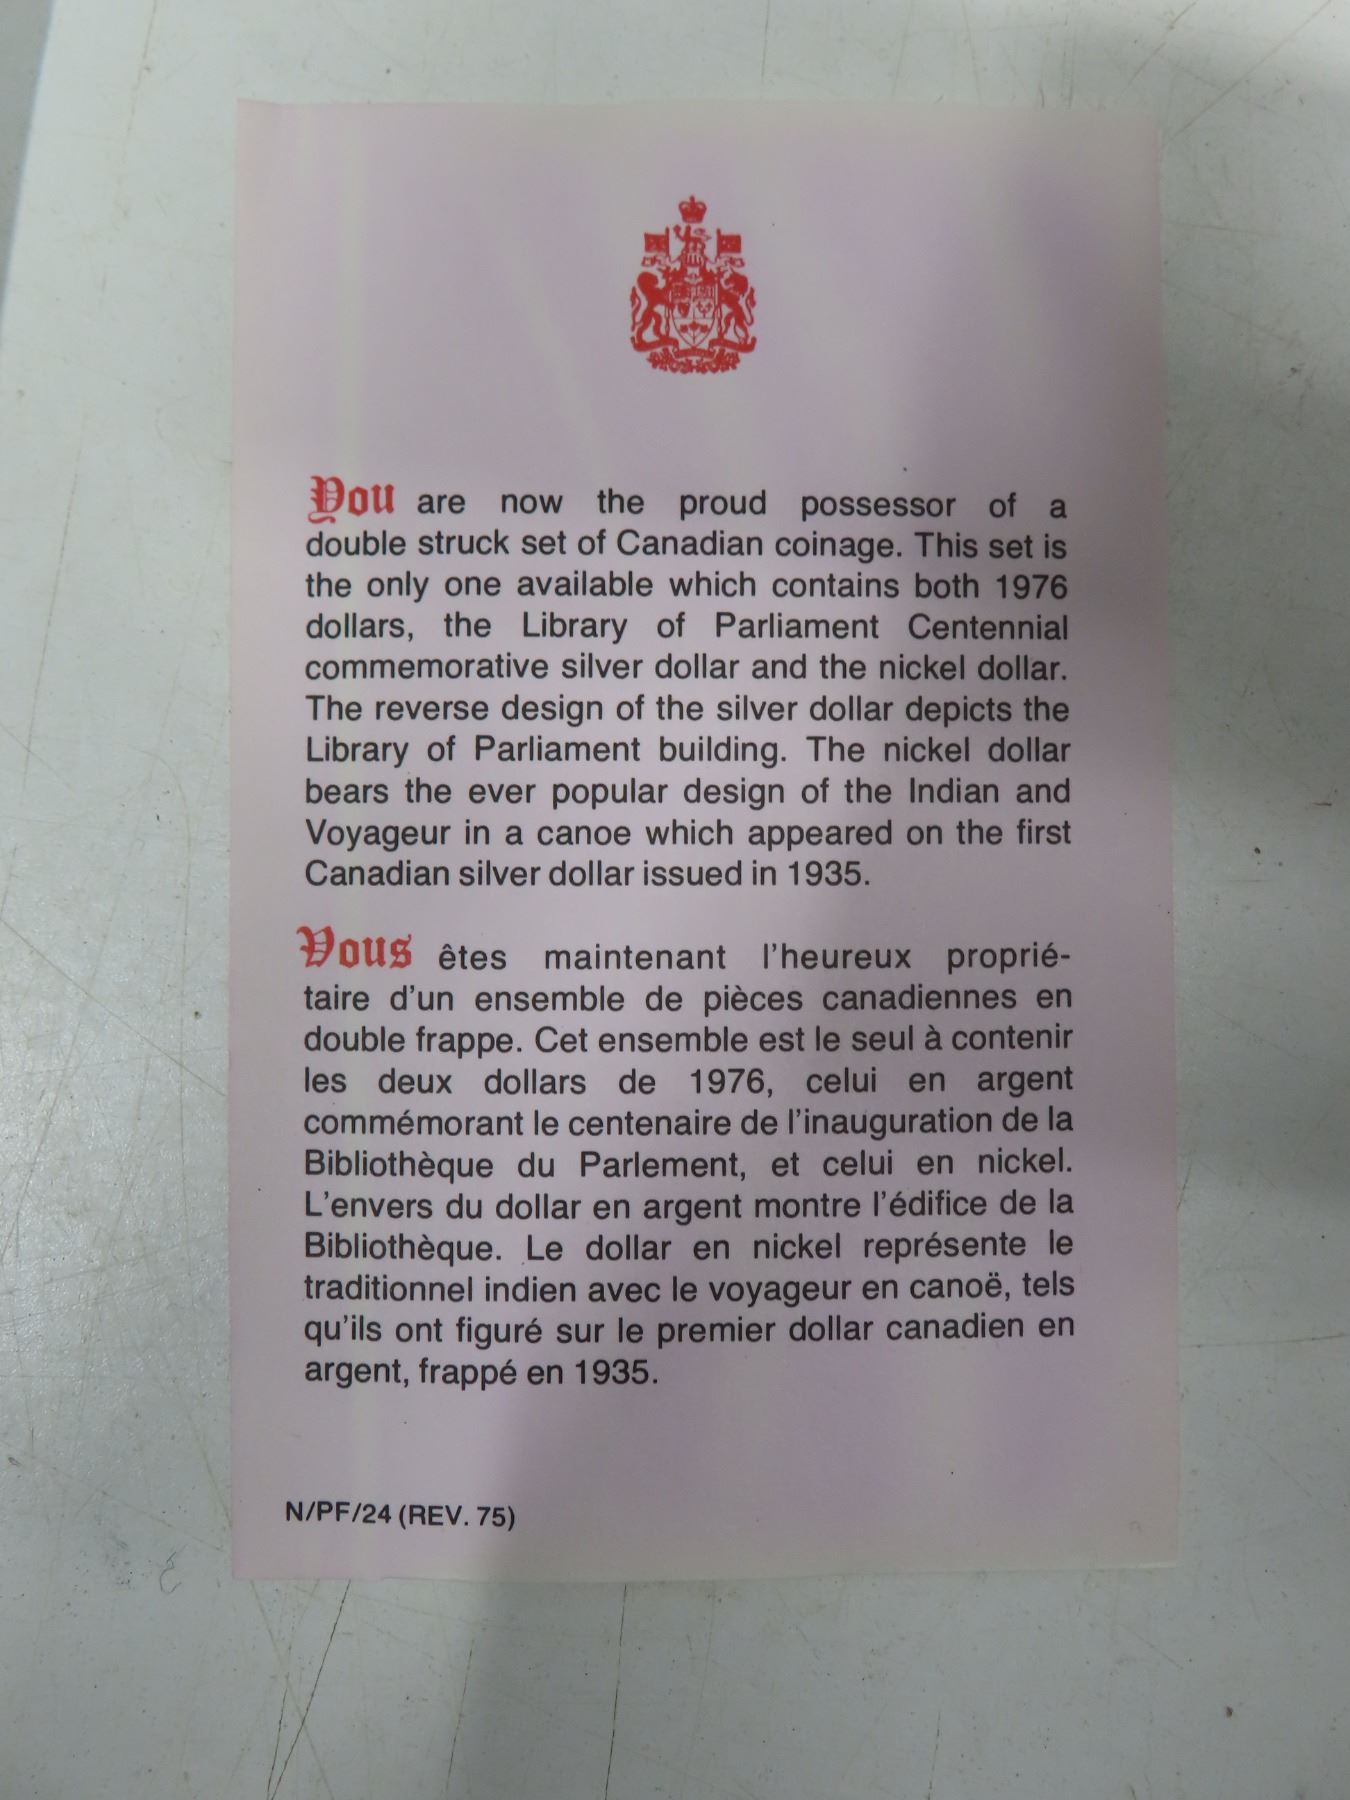 You are now the proud possessor of a
double struck set of Canadian coinage. This set is
the only one available which contains both 1976
dollars, the Library of Parliament Centennial
commemorative silver dollar and the nickel dollar.
The reverse design of the silver dollar depicts the
Library of Parliament building. The nickel dollar
bears the ever popular design of the Indian and
Voyageur in a canoe which appeared on the first
Canadian silver dollar issued in 1935.
Vous êtes maintenant l'heureux proprié-
taire d'un ensemble de pièces canadiennes en
double frappe. Cet ensemble est le seul à contenir
les deux dollars de 1976, celui en argent
commémorant le centenaire de l'inauguration de la
Bibliothèque du Parlement, et celui en nickel.
L'envers du dollar en argent montre l'édifice de la
Bibliothèque. Le dollar en nickel représente le
traditionnel indien avec le voyageur en canoë, tels
qu'ils ont figuré sur le premier dollar canadien en
argent, frappé en 1935.
N/PF/24 (REV. 75)